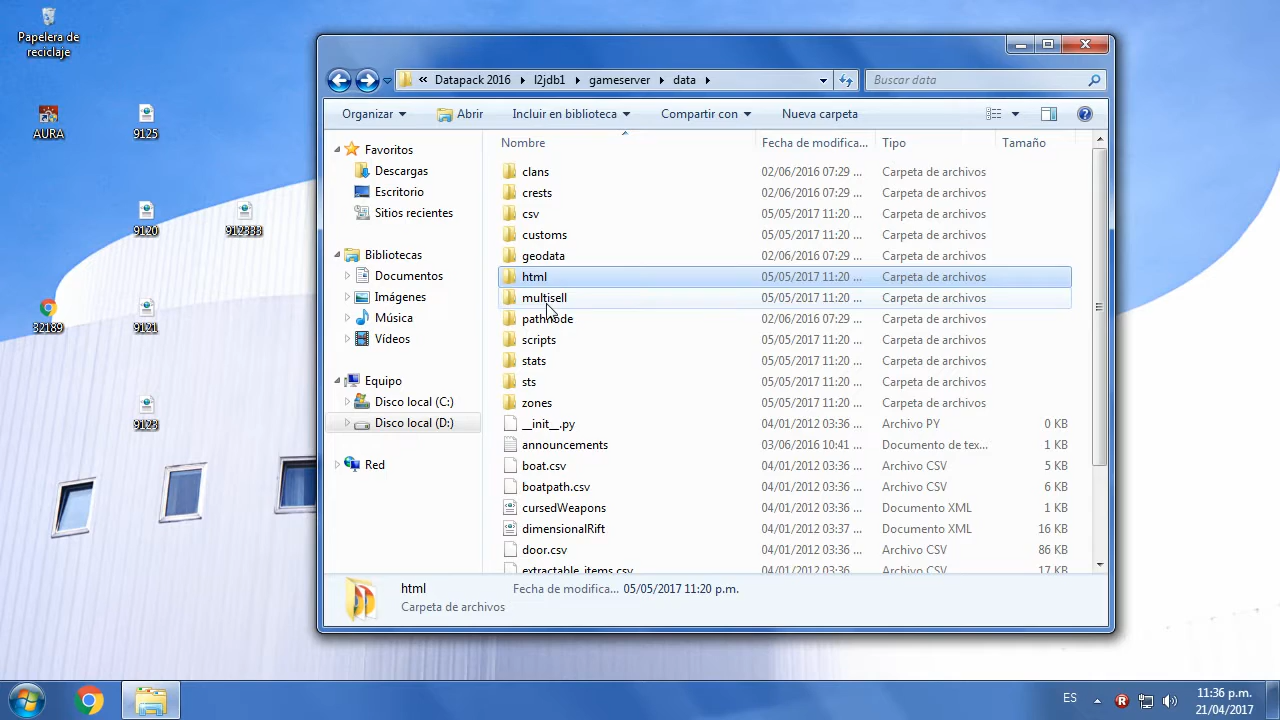 Papelera de
reciclaje
AURA
9125
9120
912333
32189
9121
9123
« Datapack 2016 l2jdb1 gameserver data
Buscar data
Organizar Abrir Incluir en biblioteca Compartir con Nueva carpeta
Favoritos
Descargas
Escritorio
Sitios recientes
Bibliotecas
Documentos
Imágenes
Música
Vídeos
Equipo
Disco local (C:)
Disco local (D:)
Red
Nombre Fecha de modifica... Tipo Tamaño
clans 02/06/2016 07:29 ... Carpeta de archivos
crests 02/06/2016 07:29 ... Carpeta de archivos
csv 05/05/2017 11:20 ... Carpeta de archivos
customs 05/05/2017 11:20 ... Carpeta de archivos
geodata 02/06/2016 07:29 ... Carpeta de archivos
html 05/05/2017 11:20 ... Carpeta de archivos
multisell 05/05/2017 11:20 ... Carpeta de archivos
pathnode 02/06/2016 07:29 ... Carpeta de archivos
scripts 05/05/2017 11:20 ... Carpeta de archivos
stats 05/05/2017 11:20 ... Carpeta de archivos
sts 05/05/2017 11:20 ... Carpeta de archivos
zones 05/05/2017 11:20 ... Carpeta de archivos
__init__.py 04/01/2012 03:36 ... Archivo PY 0 KB
announcements 03/06/2016 10:41 ... Documento de tex... 1 KB
boat.csv 04/01/2012 03:36 ... Archivo CSV 5 KB
boatpath.csv 04/01/2012 03:36 ... Archivo CSV 6 KB
cursedWeapons 04/01/2012 03:36 ... Documento XML 1 KB
dimensionalRift 04/01/2012 03:37 ... Documento XML 16 KB
door.csv 04/01/2012 03:36 ... Archivo CSV 86 KB
extractable_items.csv 04/01/2012 03:36 ... Archivo CSV 17 KB
html Fecha de modifica... 05/05/2017 11:20 p.m.
Carpeta de archivos
ES
11:36 p.m.
21/04/2017